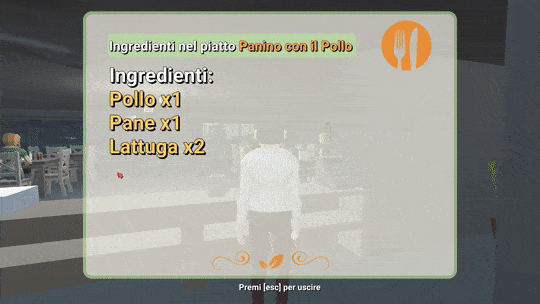 Ingredienti nel piatto Panino con il Pollo
Ingredienti:
Pollo x1
Pane x1
Lattuga x2
Premi [esc] per uscire